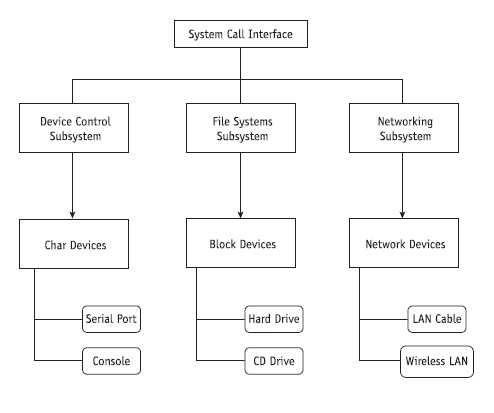 System Call Interface
Device Control
Subsystem
File Systems
Subsystem
Networking
Subsystem
Char Devices
Block Devices
Network Devices
Serial Port
Hard Drive
LAN Cable
Console
CD Drive
Wireless LAN